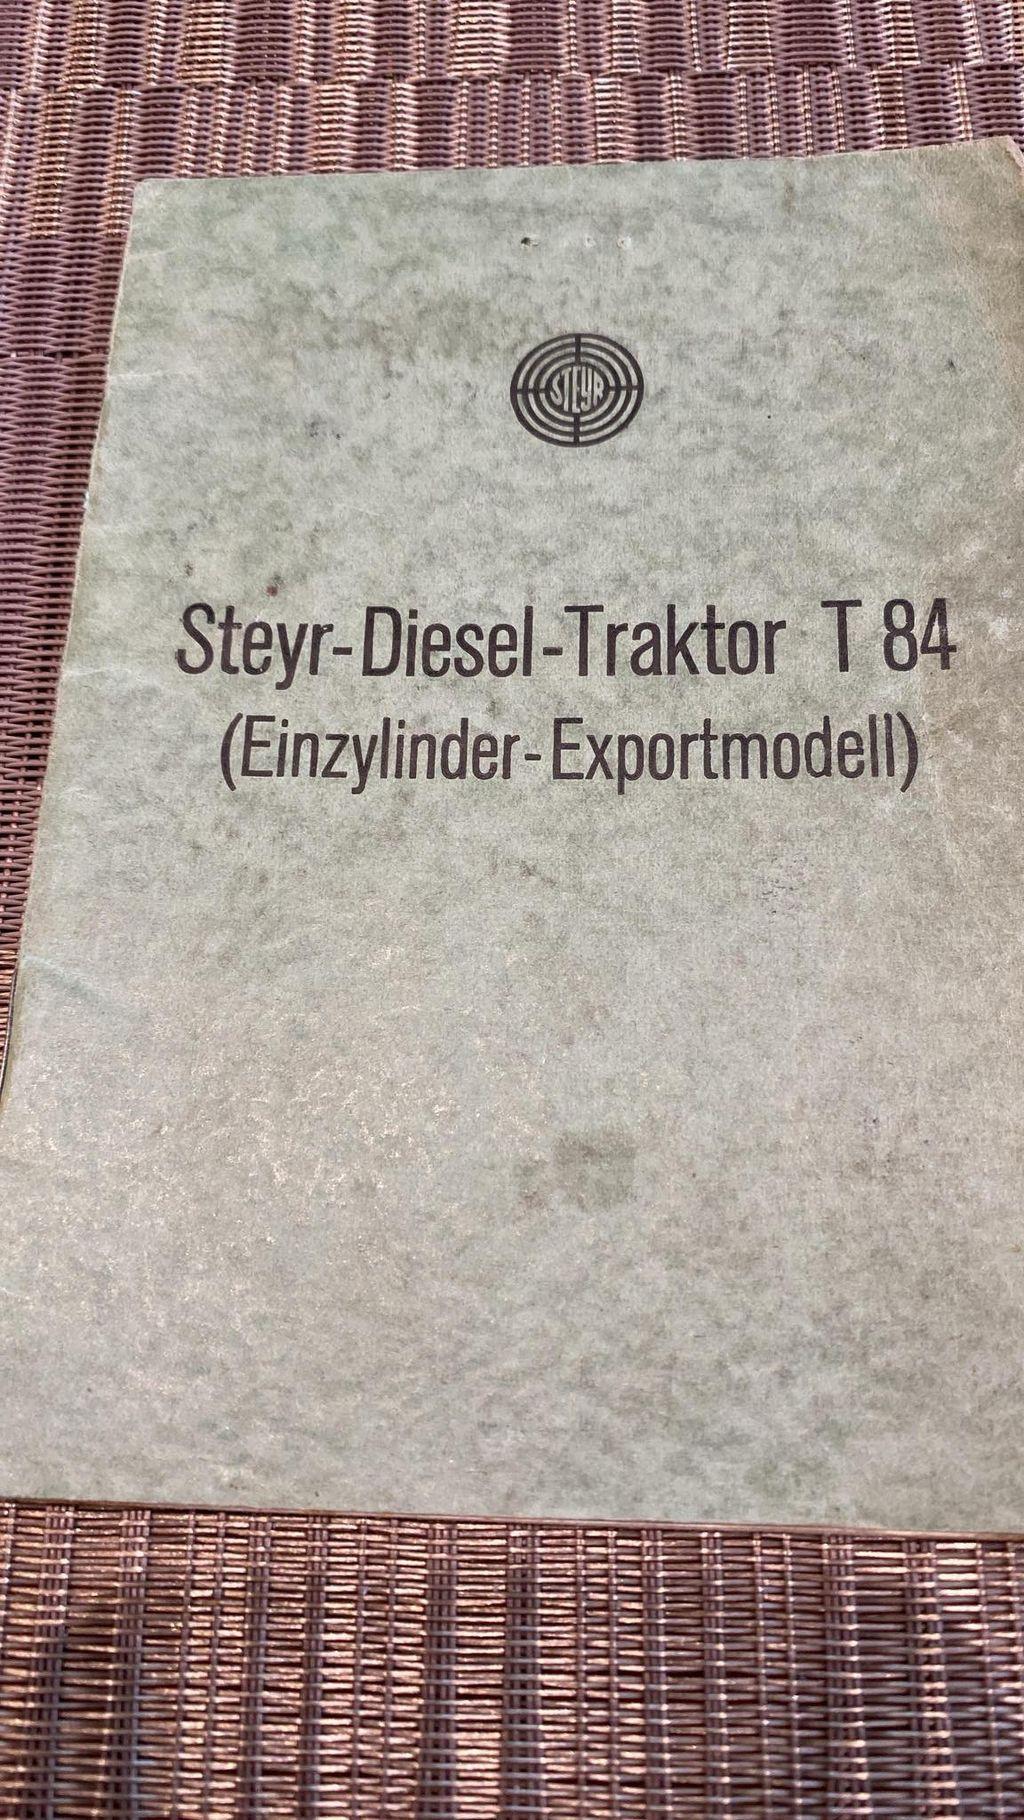 STEYR
Steyr-Diesel-Traktor T 84
(Einzylinder-Exportmodell)